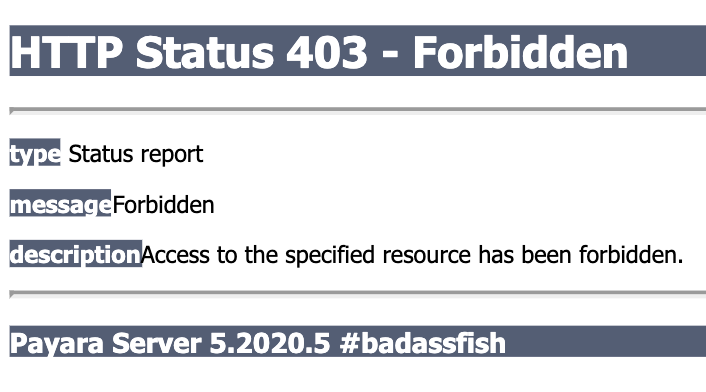 HTTP Status 403 - Forbidden
type Status report
messageForbidden
descriptionAccess to the specified resource has been forbidden.
Payara Server 5.2020.5 #badassfish